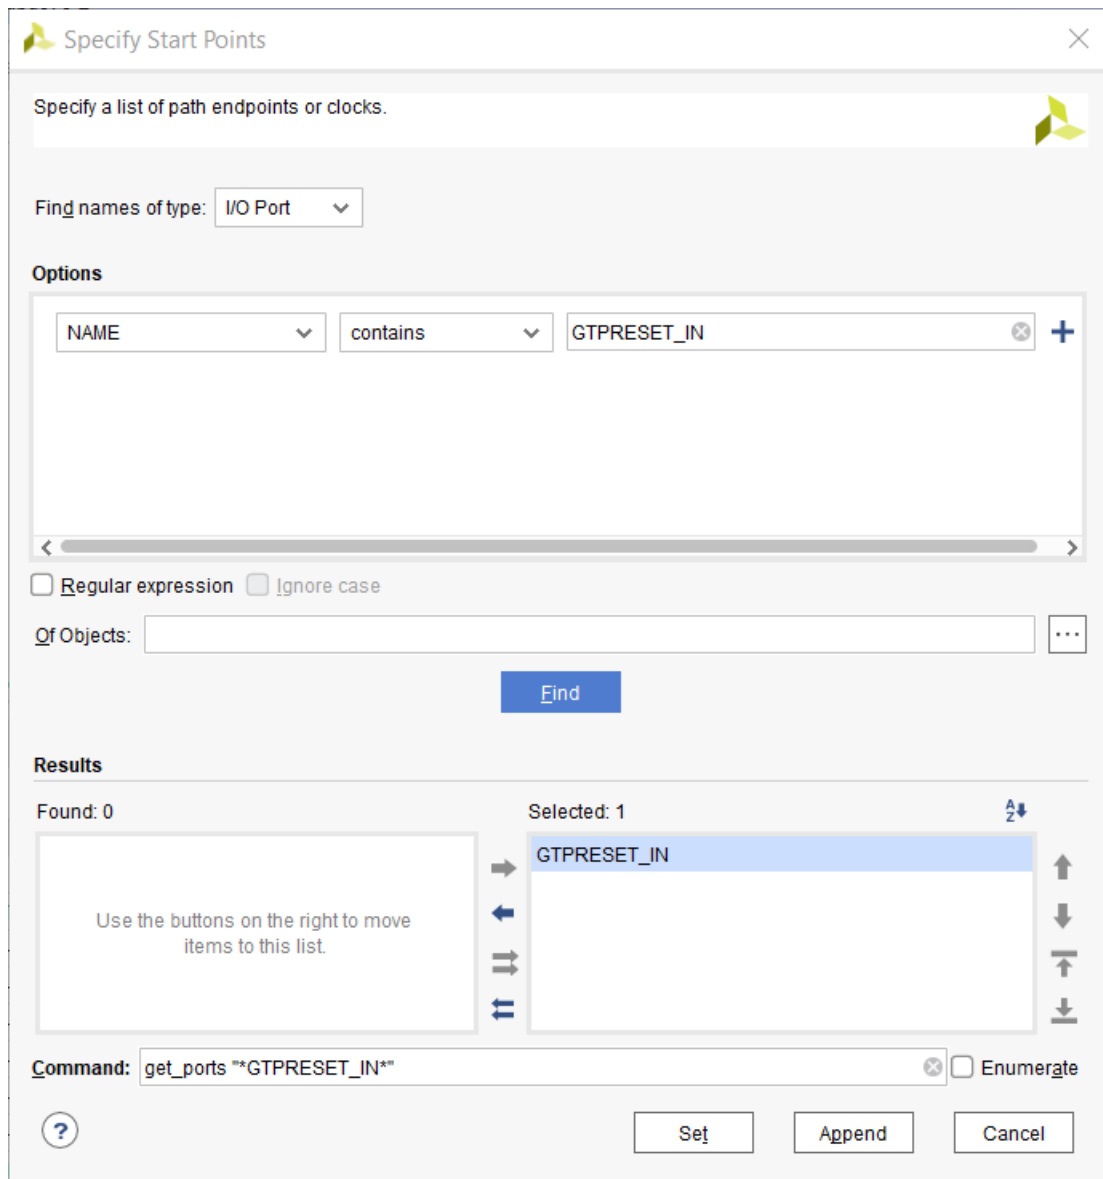 Specify Start Points
Specify a list of path endpoints or clocks.
Find names of type: I/O Port
Options
NAME contains GTPRESET_IN
Regular expression Ignore case
Of Objects: ...
Find
Results
Found: 0 Selected: 1
GTPRESET_IN
Use the buttons on the right to move
items to this list.
Command: get_ports "*GTPRESET_IN*" Enumerate
? Set Append Cancel